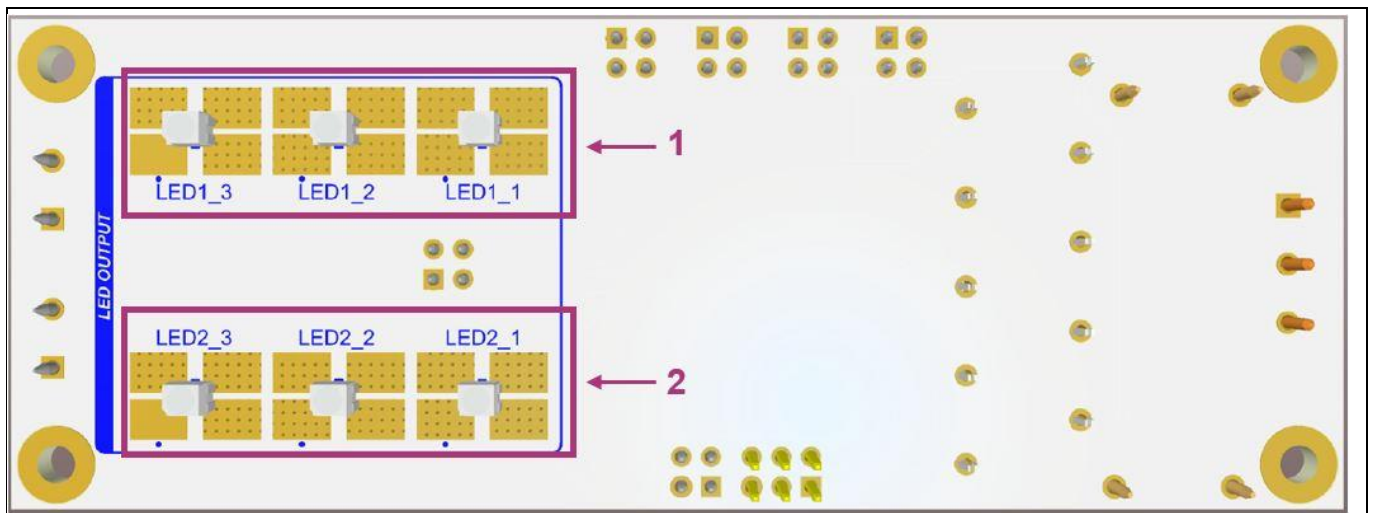 1
LED1_3 LED1_2 LED1_1
LED OUTPUT
LED2_3 LED2_2 LED2_1
2